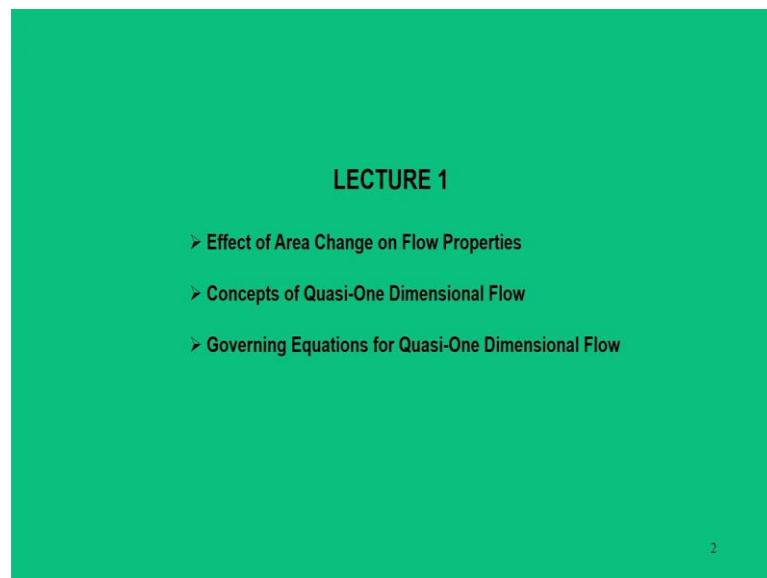 LECTURE 1
➢ Effect of Area Change on Flow Properties
➢ Concepts of Quasi-One Dimensional Flow
➢ Governing Equations for Quasi-One Dimensional Flow
2